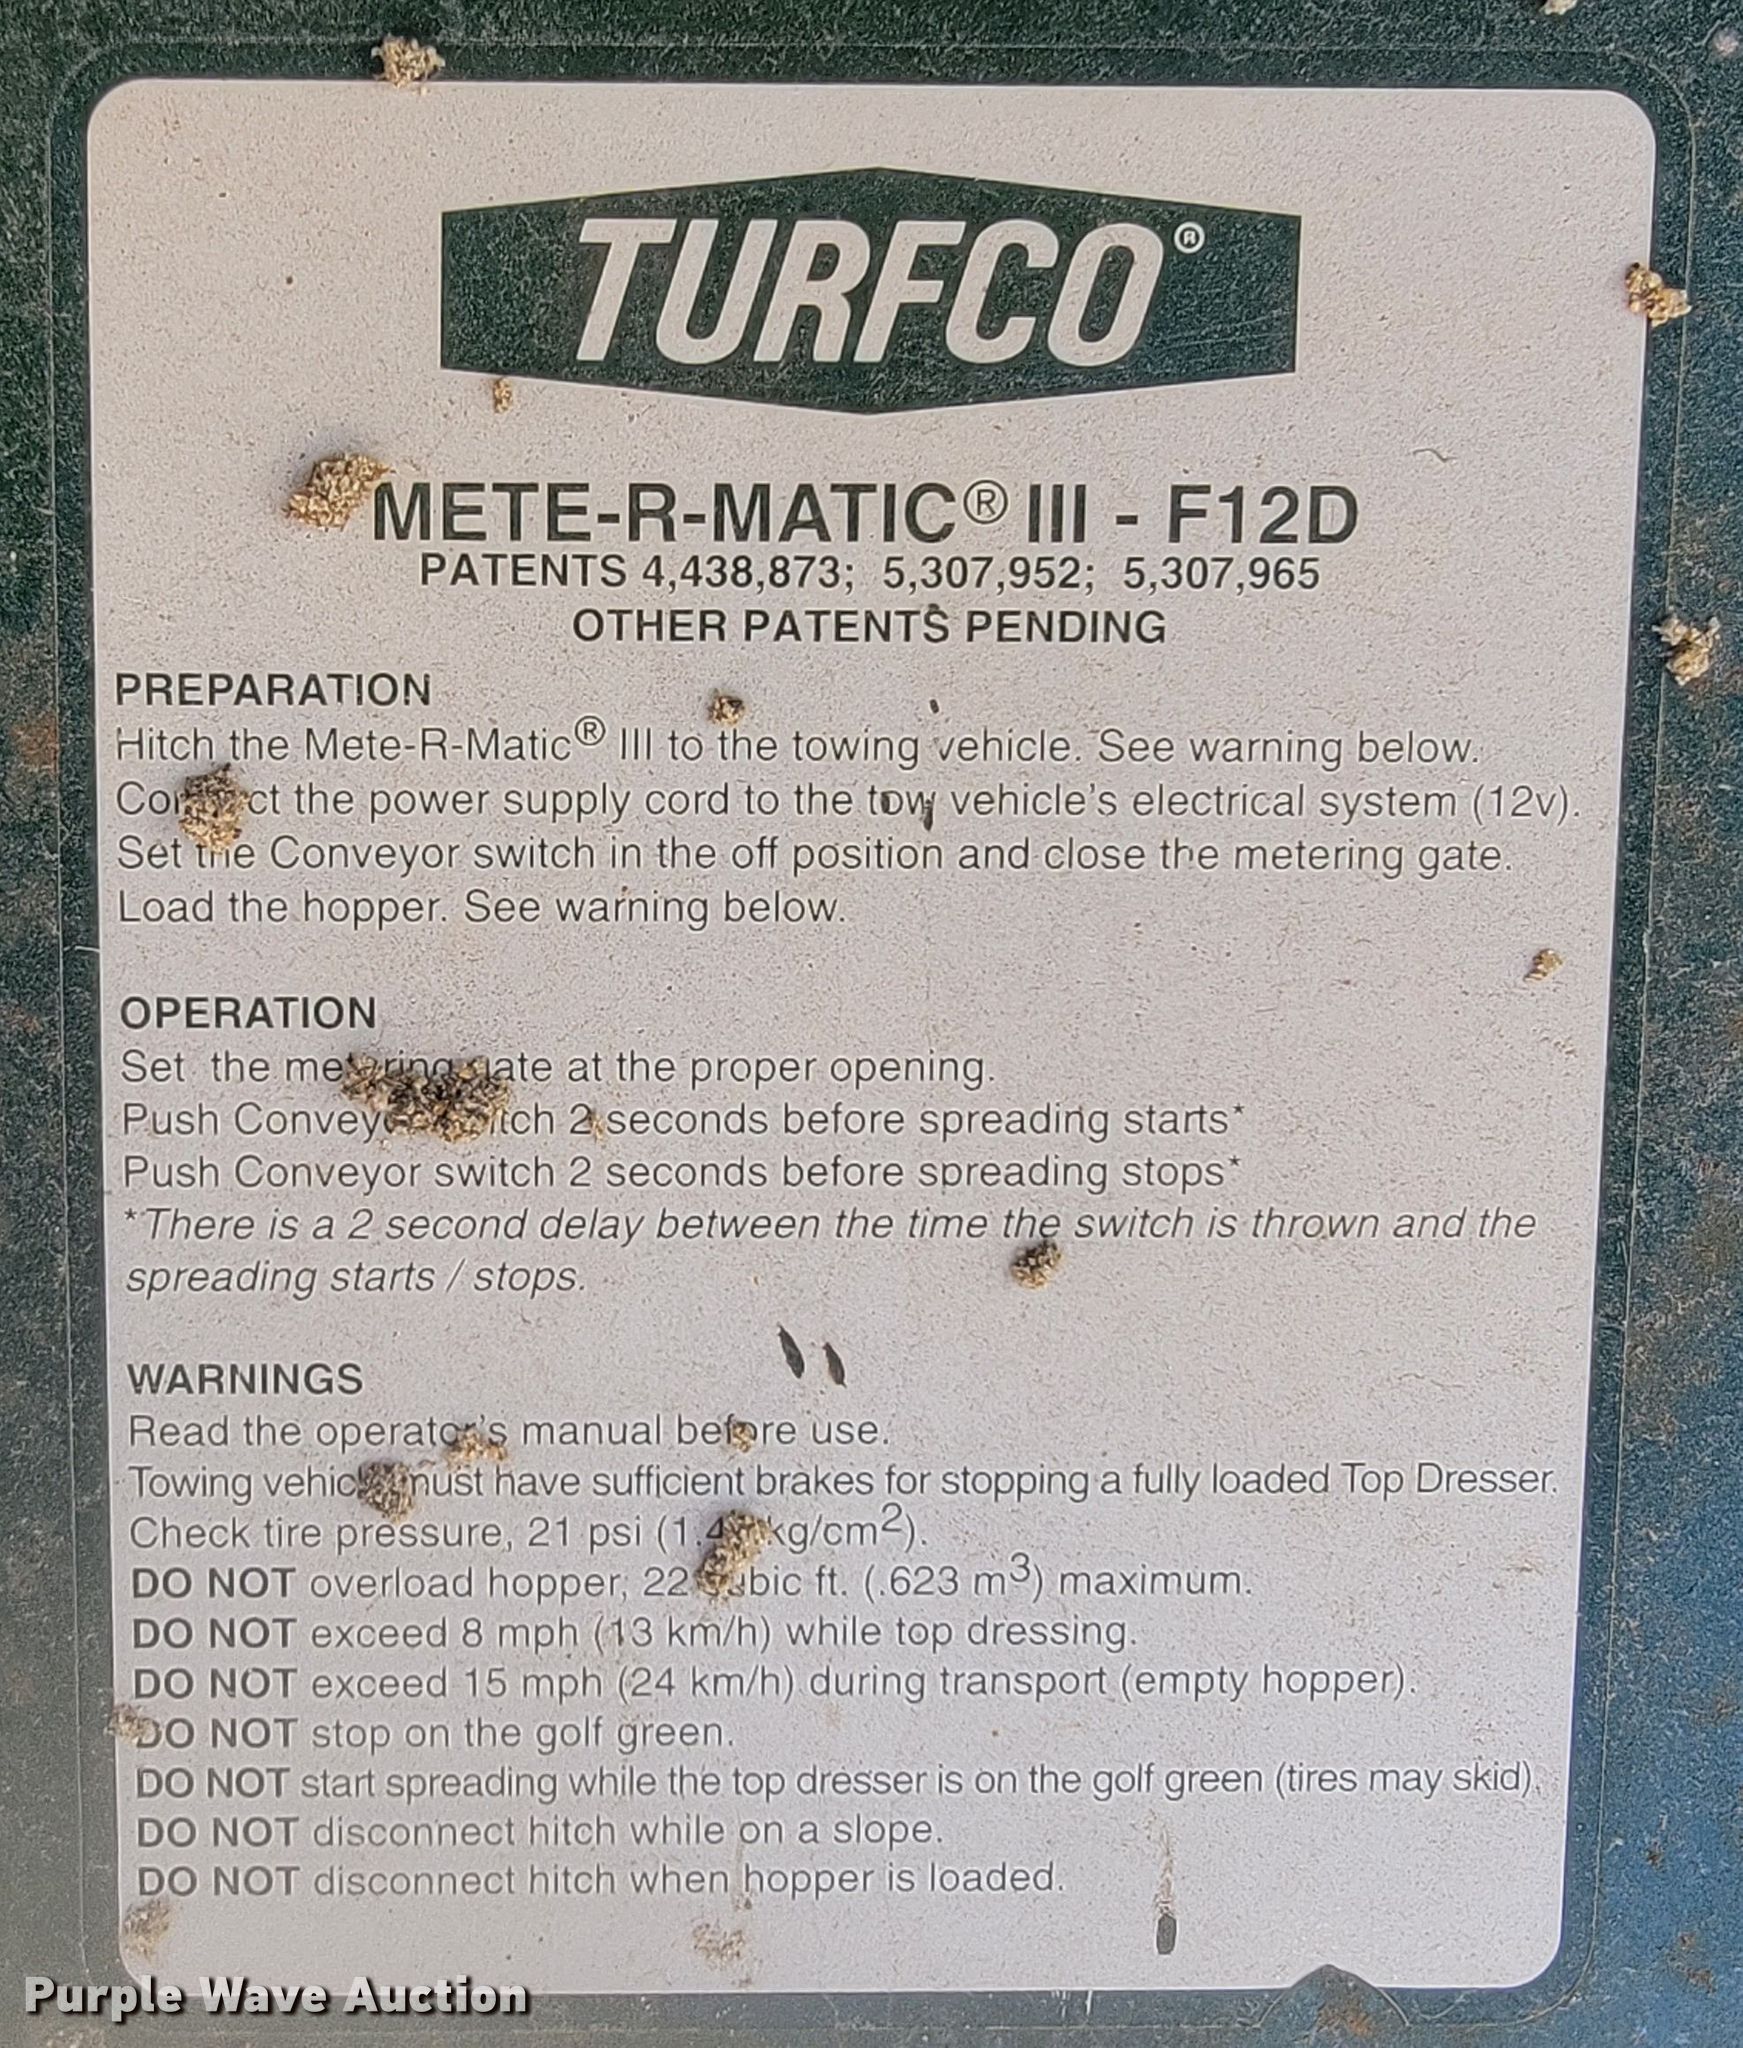 TURFCO®
METE-R-MATIC® III - F12D
PATENTS 4,438,873; 5,307,952; 5,307,965
OTHER PATENTS PENDING
PREPARATION
Hitch the Mete-R-Matic® III to the towing vehicle. See warning below.
Connect the power supply cord to the tow vehicle's electrical system (12v).
Set the Conveyor switch in the off position and close the metering gate.
Load the hopper. See warning below.
OPERATION
Set the metering gate at the proper opening.
Push Conveyor switch 2 seconds before spreading starts*
Push Conveyor switch 2 seconds before spreading stops*
*There is a 2 second delay between the time the switch is thrown and the
spreading starts / stops.
WARNINGS
Read the operator's manual before use.
Towing vehicle must have sufficient brakes for stopping a fully loaded Top Dresser.
Check tire pressure, 21 psi kg/cm²).
DO NOT overload hopper, 22 cubic ft. (.623 m³) maximum.
DO NOT exceed 8 mph (13 km/h) while top dressing.
DO NOT exceed 15 mph (24 km/h) during transport (empty hopper).
DO NOT stop on the golf green.
DO NOT start spreading while the top dresser is on the golf green (tires may skid).
DO NOT disconnect hitch while on a slope.
DO NOT disconnect hitch when hopper is loaded.
Purple Wave Auction